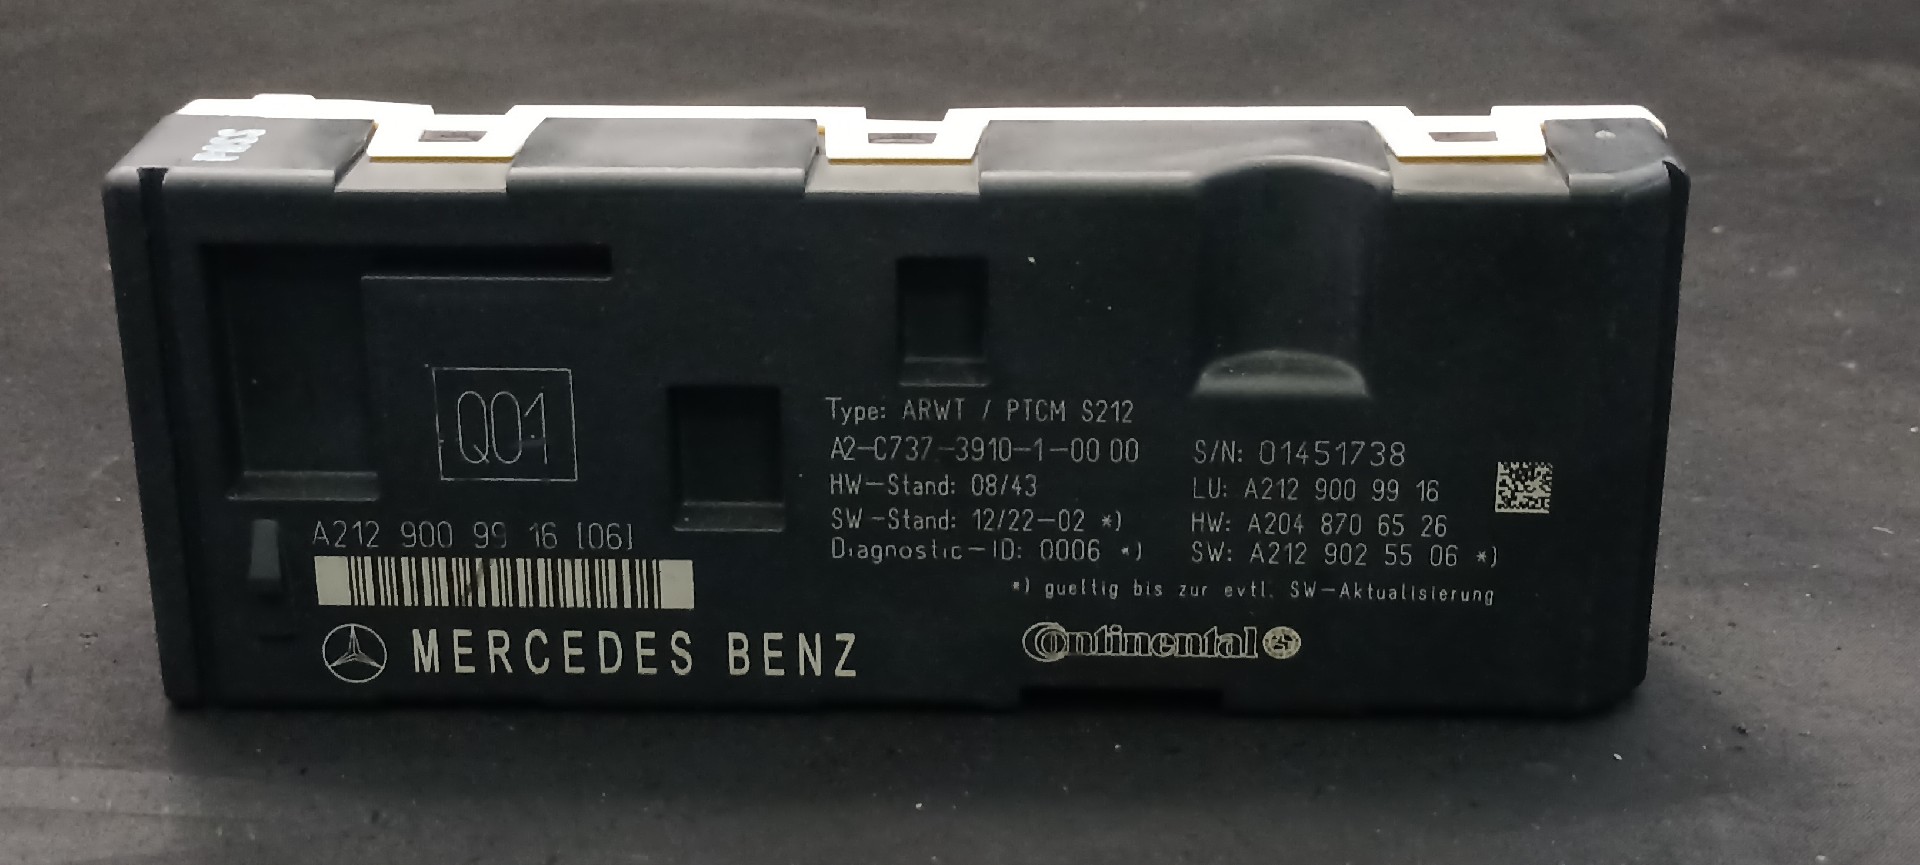 Q01
A212 900 99 16 [06]
MERCEDES BENZ
Type: ARWT / PTCM S212
A2-C737-3910-1-00 00
HW-Stand: 08/43
SW-Stand: 12/22-02 *)
Diagnostic-ID: 0006 *)
S/N: 01451738
LU: A212 900 99 16
HW: A204 870 65 26
SW: A212 902 55 06 *)
*) gueltig bis zur evtl. SW-Aktualisierung
Continental